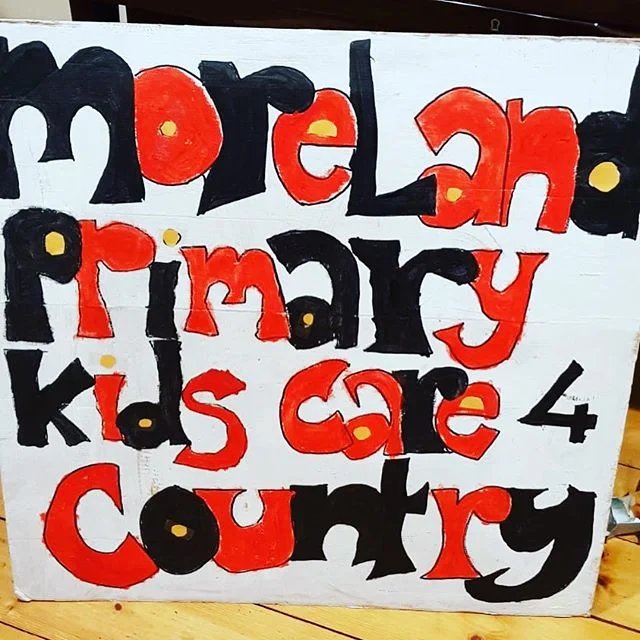 moreland
primary
kids care 4
Country